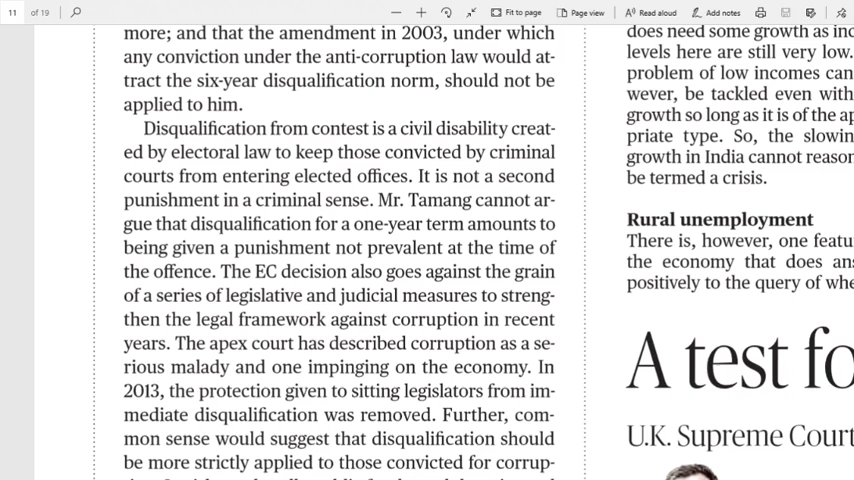 11 of 19 Fit to page Page view Read aloud Add notes
more; and that the amendment in 2003, under which
any conviction under the anti-corruption law would at-
tract the six-year disqualification norm, should not be
applied to him.
Disqualification from contest is a civil disability creat-
ed by electoral law to keep those convicted by criminal
courts from entering elected offices. It is not a second
punishment in a criminal sense. Mr. Tamang cannot ar-
gue that disqualification for a one-year term amounts to
being given a punishment not prevalent at the time of
the offence. The EC decision also goes against the grain
of a series of legislative and judicial measures to streng-
then the legal framework against corruption in recent
years. The apex court has described corruption as a se-
rious malady and one impinging on the economy. In
2013, the protection given to sitting legislators from im-
mediate disqualification was removed. Further, com-
mon sense would suggest that disqualification should
be more strictly applied to those convicted for corrup-
does need some growth as inc
levels here are still very low.
problem of low incomes can
wever, be tackled even with
growth so long as it is of the ap
priate type. So, the slowin
growth in India cannot reason
be termed a crisis.
Rural unemployment
There is, however, one featu
the economy that does ans
positively to the query of whe
A test fo
U.K. Supreme Court